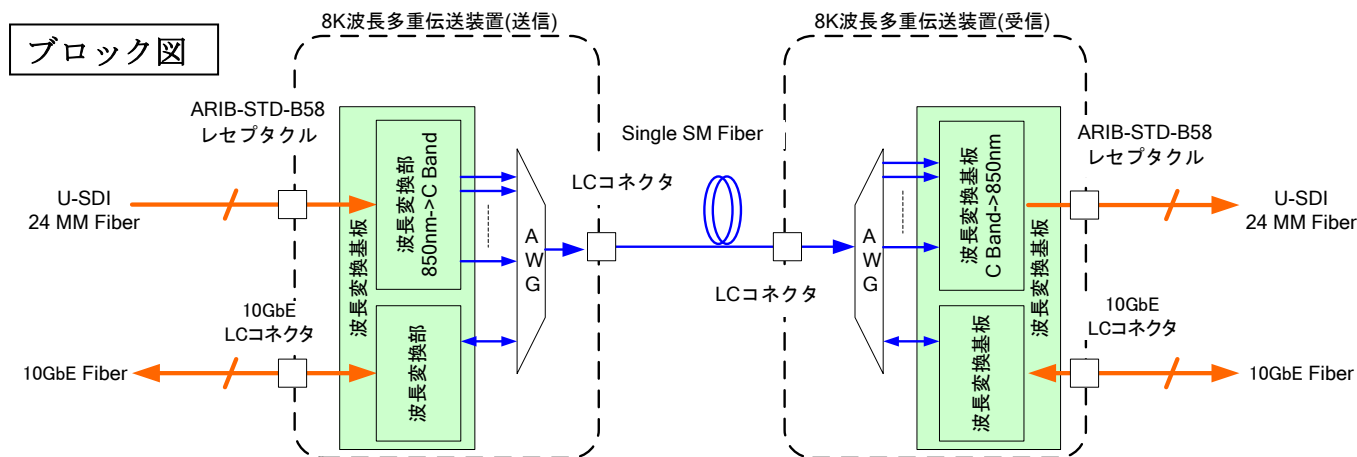 ブロック図
8K波長多重伝送装置(送信)
ARIB-STD-B58
レセプタクル
U-SDI
24 MM Fiber
波長変換基板
波長変換部
850nm->C Band
AWG
LCコネクタ
10GbE
LCコネクタ
10GbE Fiber
波長変換部
Single SM Fiber
8K波長多重伝送装置(受信)
LCコネクタ
AWG
波長変換基板
C Band->850nm
波長変換基板
波長変換基板
ARIB-STD-B58
レセプタクル
U-SDI
24 MM Fiber
10GbE
LCコネクタ
10GbE Fiber